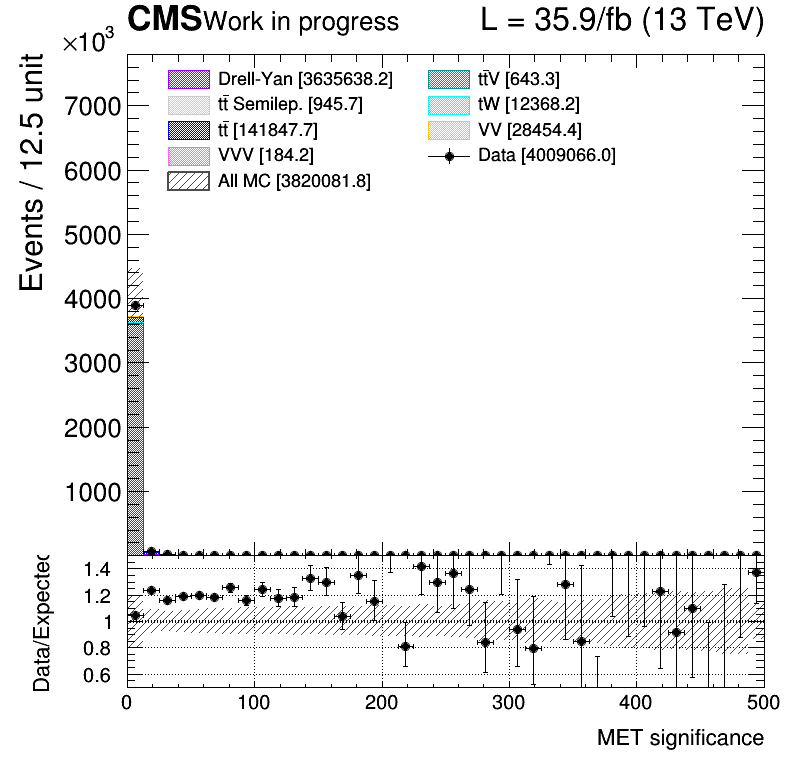 CMS Work in progress L = 35.9/fb (13 TeV)
×10³
Events / 12.5 unit
Drell-Yan [3635638.2]
tt̄ Semilep. [945.7]
tt̄ [141847.7]
VVV [184.2]
All MC [3820081.8]
tt̄V [643.3]
tW [12368.2]
VV [28454.4]
Data [4009066.0]
7000
6000
5000
4000
3000
2000
1000
Data/Expected
1.4
1.2
1
0.8
0.6
0 100 200 300 400 500
MET significance